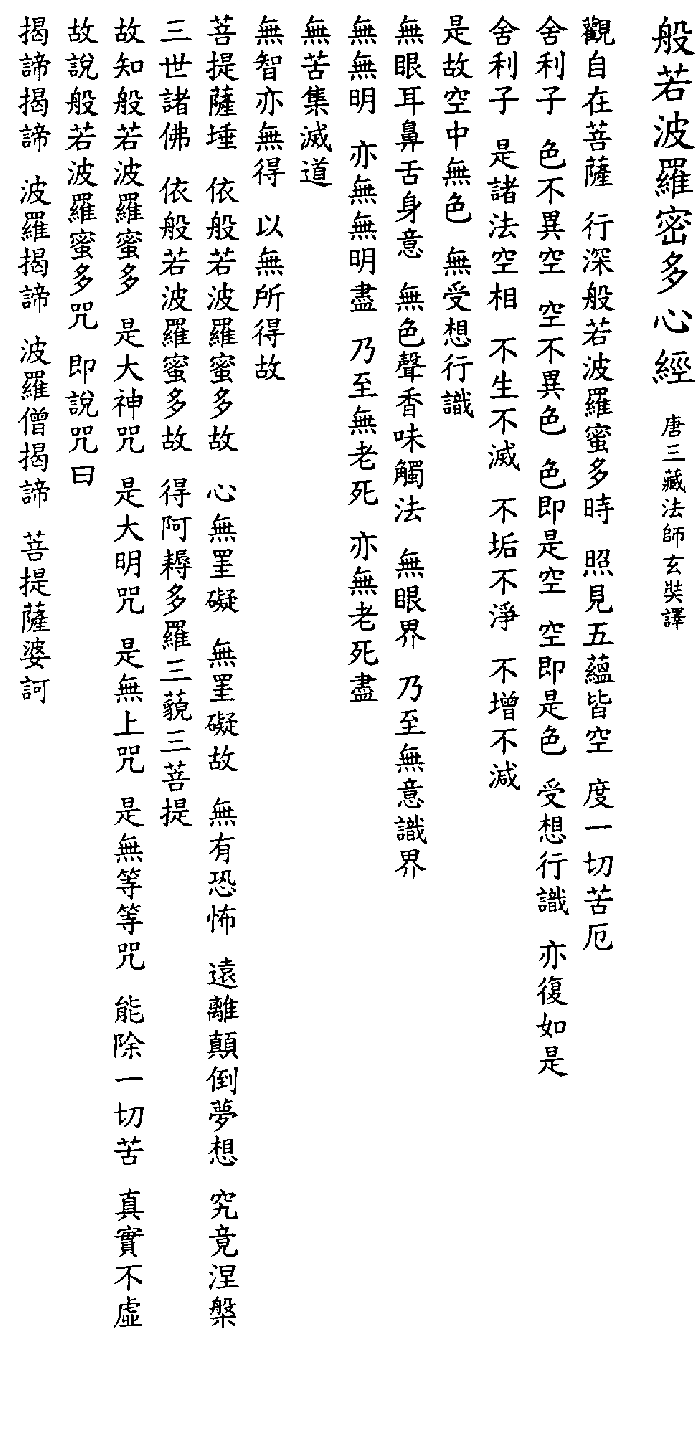 般若波羅密多心經 唐三藏法師玄奘譯
觀自在菩薩 行深般若波羅蜜多時 照見五蘊皆空 度一切苦厄
舍利子 色不異空 空不異色 色即是空 空即是色 受想行識 亦復如是
舍利子 是諸法空相 不生不滅 不垢不淨 不增不減
是故空中無色 無受想行識
無眼耳鼻舌身意 無色聲香味觸法 無眼界 乃至無意識界
無無明 亦無無明盡 乃至無老死 亦無老死盡
無苦集滅道
無智亦無得 以無所得故
菩提薩埵 依般若波羅蜜多故 心無罣礙 無罣礙故 無有恐怖 遠離顛倒夢想 究竟涅槃
三世諸佛 依般若波羅蜜多故 得阿耨多羅三藐三菩提
故知般若波羅蜜多 是大神咒 是大明咒 是無上咒 是無等等咒 能除一切苦 真實不虛
故說般若波羅蜜多咒 即說咒曰
揭諦揭諦 波羅揭諦 波羅僧揭諦 菩提薩婆訶